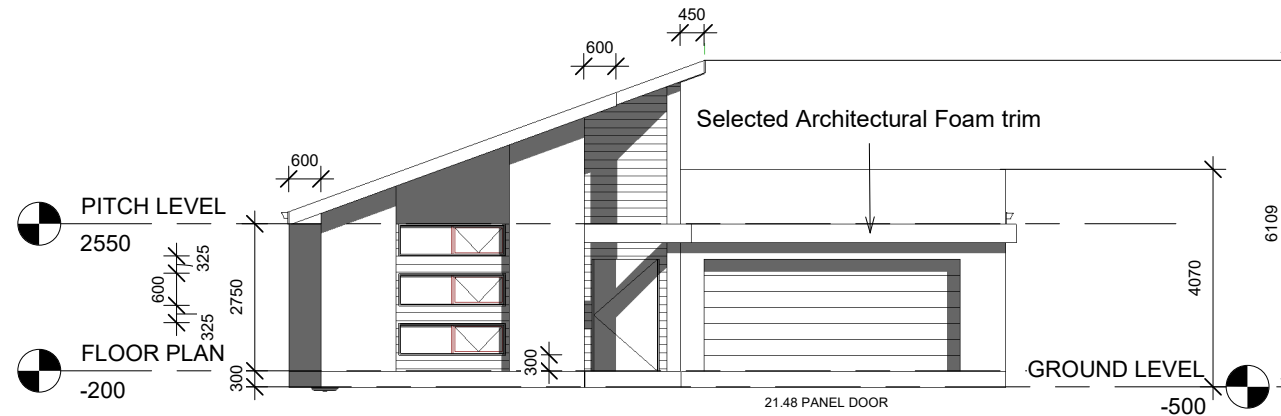 450
600
Selected Architectural Foam trim
600
PITCH LEVEL
2550
325
600
325
2750
6109
4070
FLOOR PLAN
-200
300
300
GROUND LEVEL
-500
21.48 PANEL DOOR